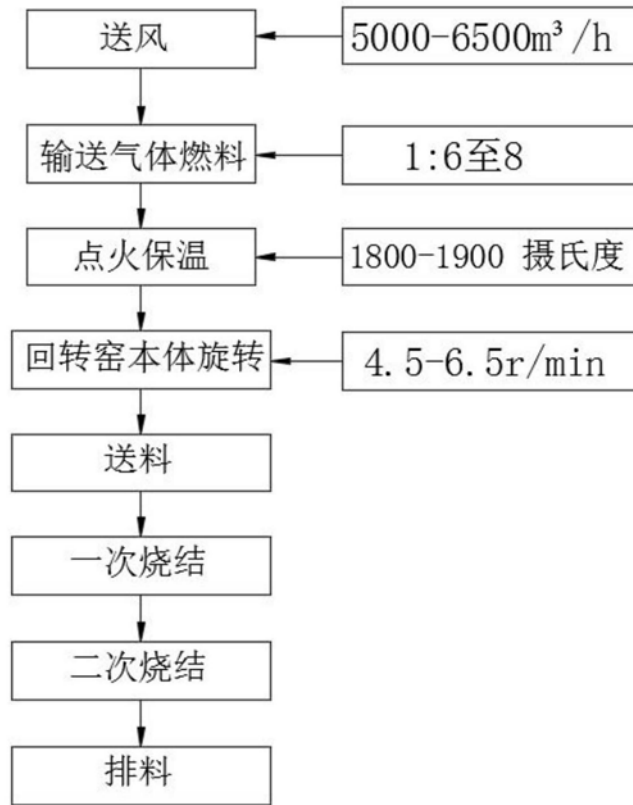 送风
5000-6500m³/h
输送气体燃料
1:6至8
点火保温
1800-1900 摄氏度
回转窑本体旋转
4.5-6.5r/min
送料
一次烧结
二次烧结
排料